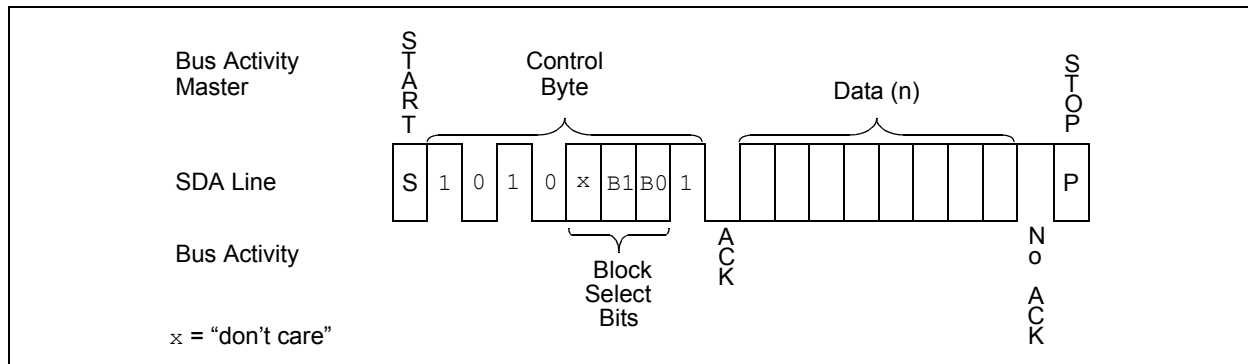 Bus Activity
Master
START
Control
Byte
Data (n)
STOP
SDA Line
S 1 0 1 0 x B1 B0 1 P
Bus Activity
ACK
No ACK
Block
Select
Bits
x = “don’t care”